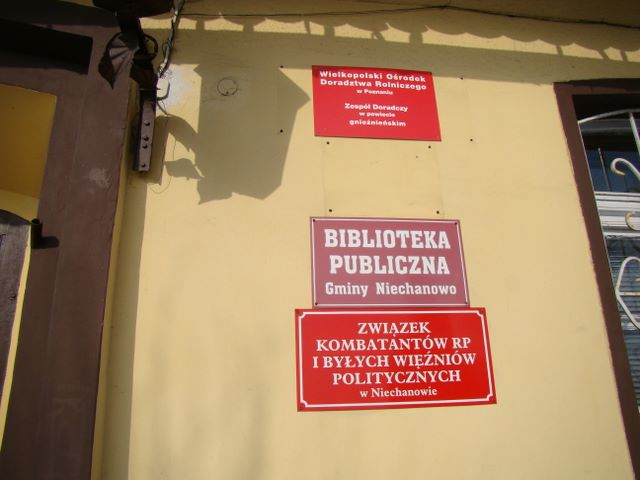 Wielkopolski Ośrodek
Doradztwa Rolniczego
w Poznaniu
Zespół Doradczy
w powiecie
gnieźnieńskim
BIBLIOTEKA
PUBLICZNA
Gminy Niechanowo
ZWIĄZEK
KOMBATANTÓW RP
I BYŁYCH WIĘŹNIÓW
POLITYCZNYCH
w Niechanowie